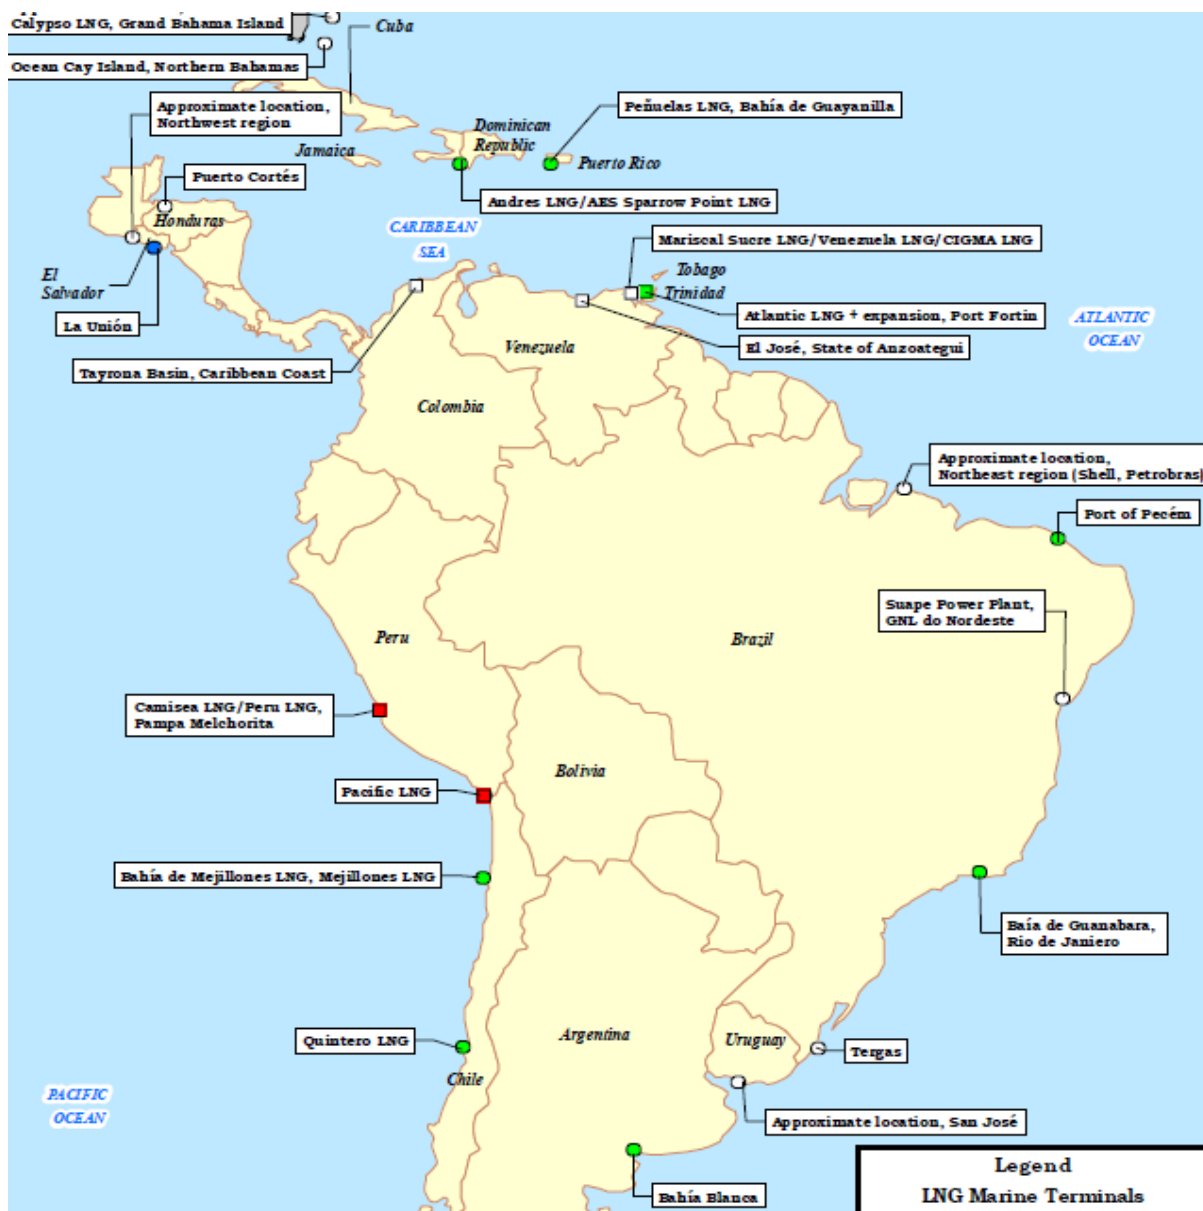 Calypso LNG, Grand Bahama Island
Cuba
Ocean Cay Island, Northern Bahamas
Approximate location,
Northwest region
Peñuelas LNG, Bahía de Guayanilla
Dominican
Republic
Jamaica
Puerto Rico
Puerto Cortés
Andres LNG/AES Sparrow Point LNG
Honduras
CARIBBEAN
SEA
Mariscal Sucre LNG/Venezuela LNG/CIGMA LNG
El
Salvador
Tobago
Trinidad
La Unión
Atlantic LNG + expansion, Port Fortin
ATLANTIC
OCEAN
Venezuela
El José, State of Anzoategui
Tayrona Basin, Caribbean Coast
Colombia
Approximate location,
Northeast region (Shell, Petrobras)
Port of Pecém
Suape Power Plant,
GNL do Nordeste
Peru
Brazil
Camisea LNG/Peru LNG,
Pampa Melchorita
Bolivia
Pacific LNG
Bahía de Mejillones LNG, Mejillones LNG
Baía de Guanabara,
Rio de Janiero
Quintero LNG
Argentina
Uruguay
Tergas
Chile
PACIFIC
OCEAN
Approximate location, San José
Bahía Blanca
Legend
LNG Marine Terminals